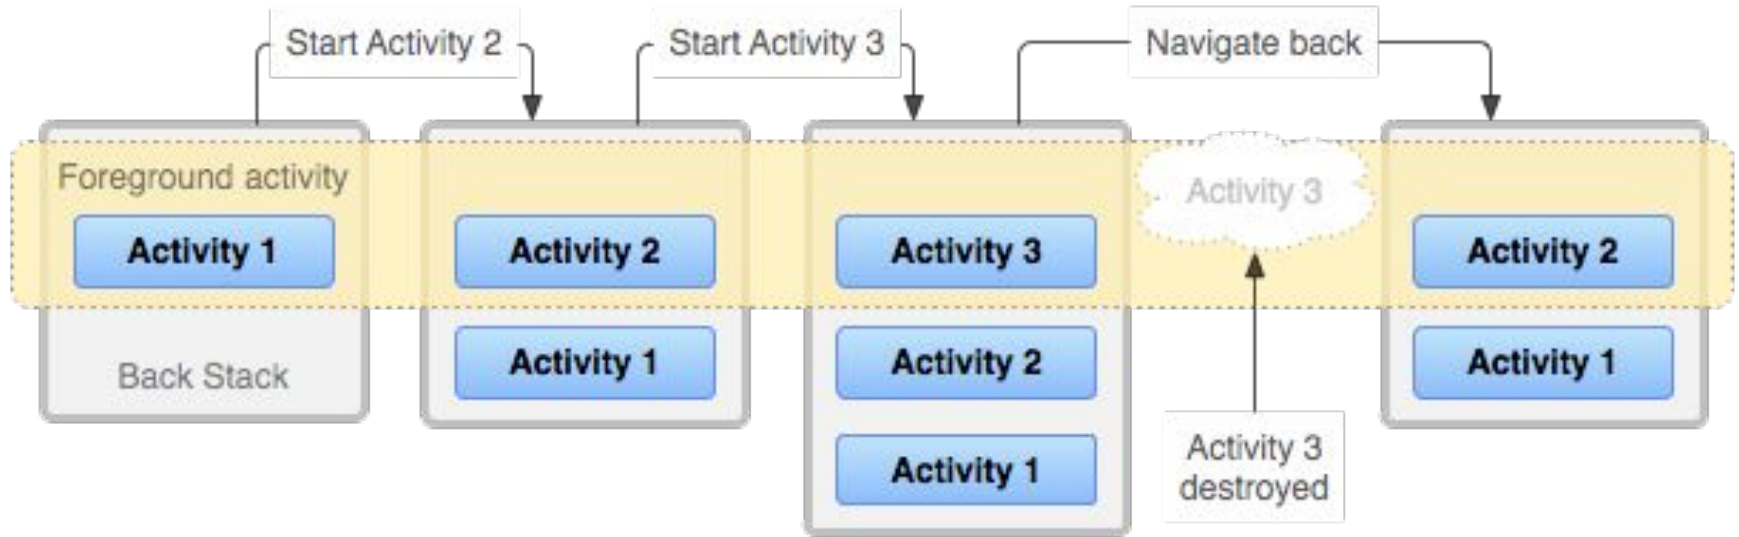 Start Activity 2
Start Activity 3
Navigate back
Foreground activity
Activity 1
Back Stack
Activity 2
Activity 1
Activity 3
Activity 2
Activity 1
Activity 3
Activity 3
destroyed
Activity 2
Activity 1